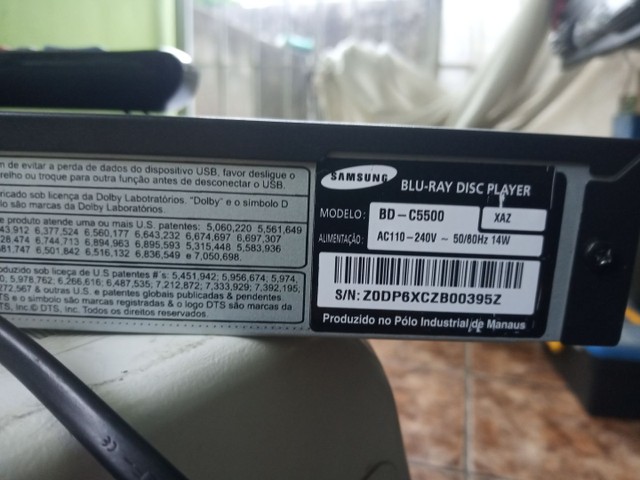 m de evitar a perda de dados do dispositivo USB, favor desligue o
relho ou troque para outra função antes de desconectar o USB.
ricado sob licença da Dolby Labotratórios. "Dolby" e o símbolo D
o são marcas da Dolby Laboratórios.
e produto atende uma ou mais U.S. patents: 5,060,220 5,561,649
43,912 6,377,524 6,560,177 6,643,232 6,674,697 6,697,307
28,474 6,744,713 6,894,963 6,895,593 5,315,448 5,583,936
81,747 6,501,842 6,516,132 6,836,549 e 7,050,698.
oduzido sob licença de U.S. patents # s: 5,451,942, 5,956,674, 5,974,
0, 5,978,762, 6,266,616; 6,487,535; 7,212,872; 7,333,929; 7,392,195,
272,567 & outras U.S. e patentes globais publicadas & pendentes
TS e o símbolo são marcas registradas & o logo DTS são marcas da
TS, Inc.© DTS, Inc. Todos os direitos reservados.
SAMSUNG
BLU-RAY DISC PLAYER
MODELO: BD-C5500 XAZ
ALIMENTAÇÃO: AC110-240V ~ 50/60Hz 14W
S/N: Z0DP6XCZB00395Z
Produzido no Pólo Industrial de Manaus